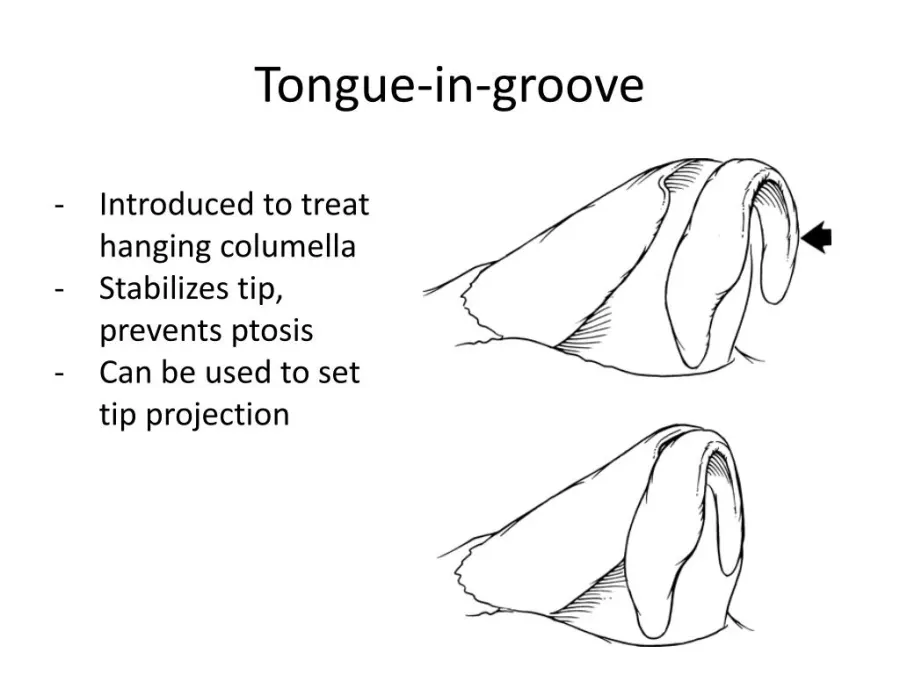 Tongue-in-groove
- Introduced to treat
hanging columella
- Stabilizes tip,
prevents ptosis
- Can be used to set
tip projection